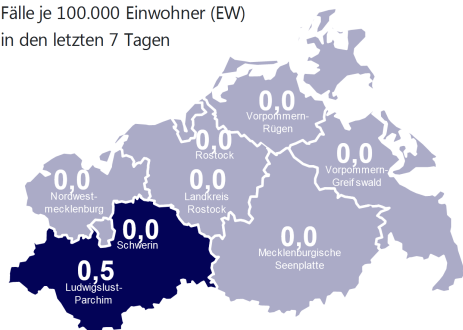 Fälle je 100.000 Einwohner (EW)
in den letzten 7 Tagen
0,0
Vorpommern-
Rügen
0,0
Rostock
0,0
Vorpommern-
Greifswald
0,0
Nordwest-
mecklenburg
0,0
Landkreis
Rostock
0,0
Schwerin
0,0
Mecklenburgische
Seenplatte
0,5
Ludwigslust-
Parchim